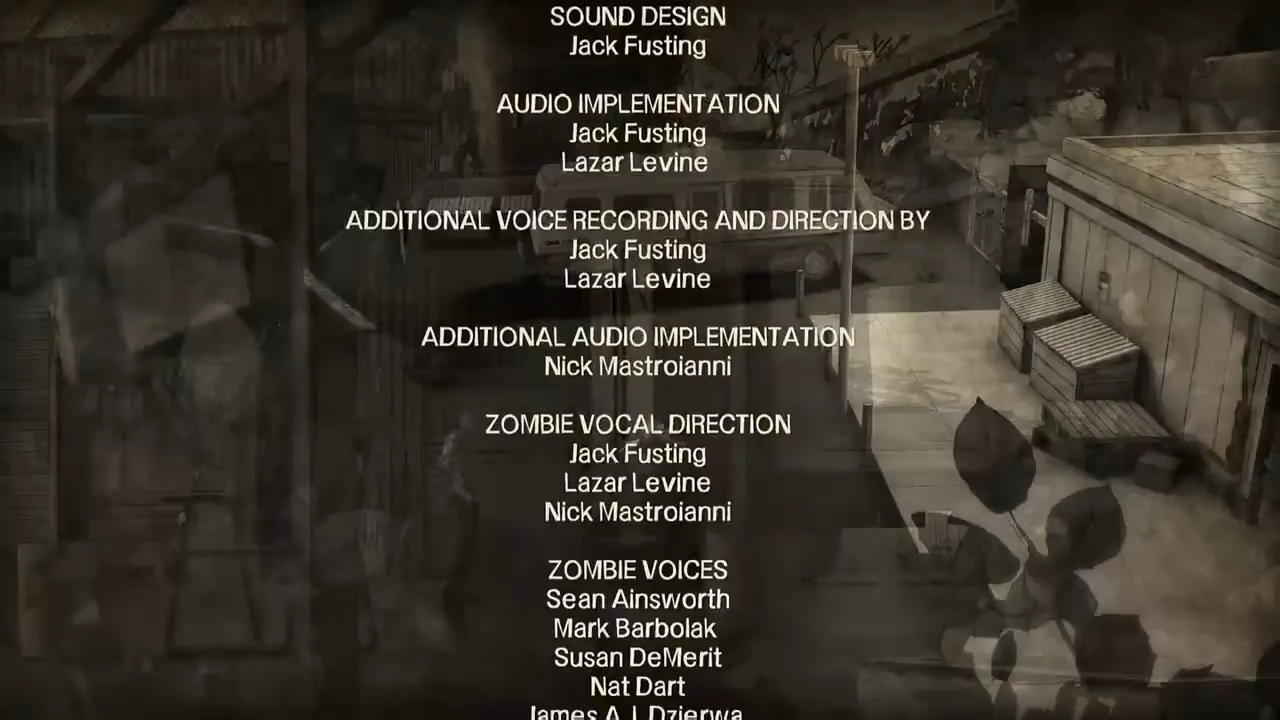 SOUND DESIGN
Jack Fusting
AUDIO IMPLEMENTATION
Jack Fusting
Lazar Levine
ADDITIONAL VOICE RECORDING AND DIRECTION BY
Jack Fusting
Lazar Levine
ADDITIONAL AUDIO IMPLEMENTATION
Nick Mastroianni
ZOMBIE VOCAL DIRECTION
Jack Fusting
Lazar Levine
Nick Mastroianni
ZOMBIE VOICES
Sean Ainsworth
Mark Barbolak
Susan DeMerit
Nat Dart
James A.J. Dzierwa